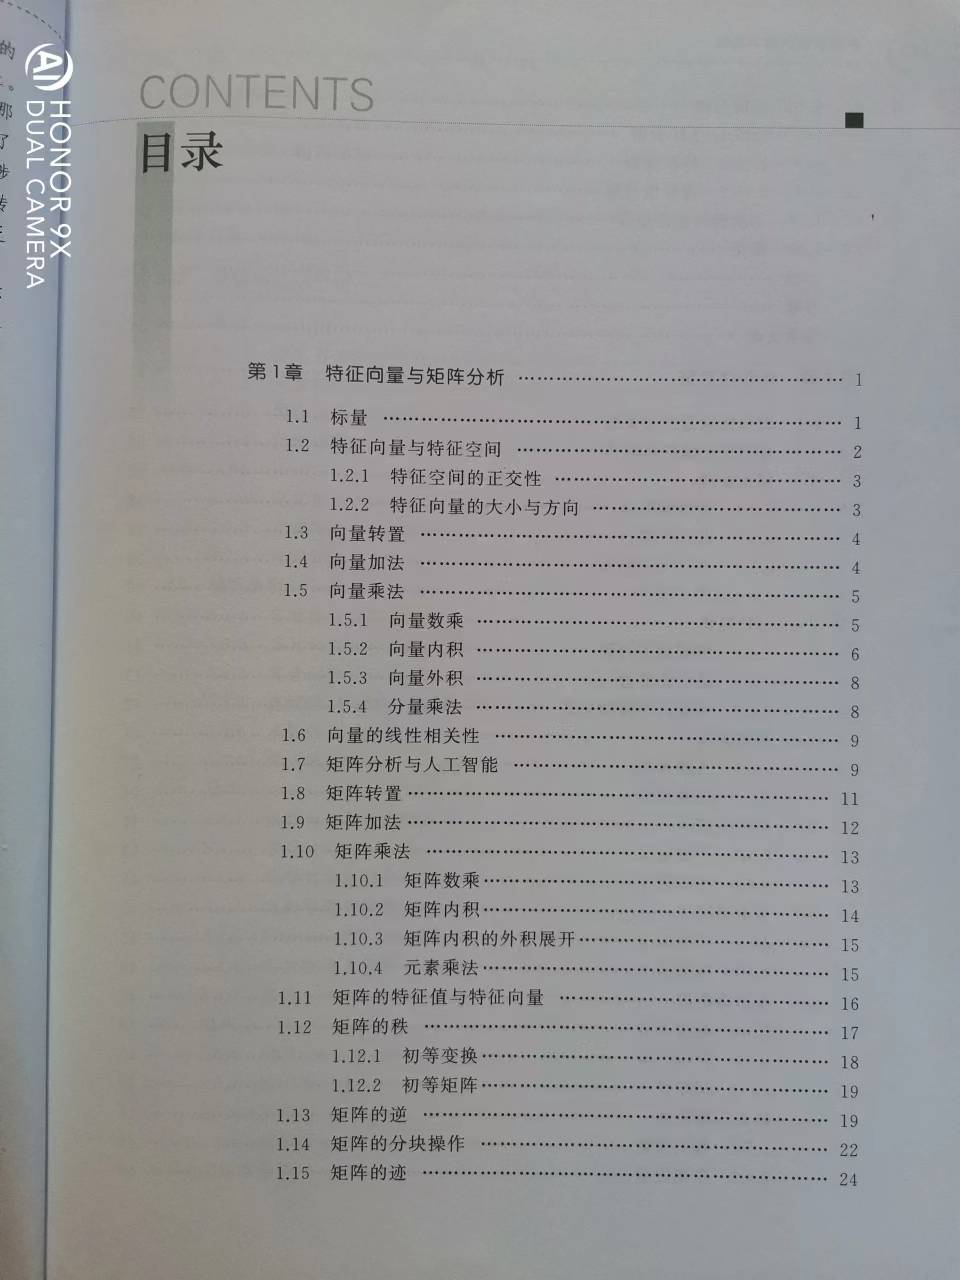 HONOR 9X
DUAL CAMERA
的
那
了
CONTENTS
目录
第1章 特征向量与矩阵分析 …… 1
1.1 标量 …… 1
1.2 特征向量与特征空间 …… 2
1.2.1 特征空间的正交性 …… 3
1.2.2 特征向量的大小与方向 …… 3
1.3 向量转置 …… 4
1.4 向量加法 …… 4
1.5 向量乘法 …… 5
1.5.1 向量数乘 …… 5
1.5.2 向量内积 …… 6
1.5.3 向量外积 …… 8
1.5.4 分量乘法 …… 8
1.6 向量的线性相关性 …… 9
1.7 矩阵分析与人工智能 …… 9
1.8 矩阵转置 …… 11
1.9 矩阵加法 …… 12
1.10 矩阵乘法 …… 13
1.10.1 矩阵数乘 …… 13
1.10.2 矩阵内积 …… 14
1.10.3 矩阵内积的外积展开 …… 15
1.10.4 元素乘法 …… 15
1.11 矩阵的特征值与特征向量 …… 16
1.12 矩阵的秩 …… 17
1.12.1 初等变换 …… 18
1.12.2 初等矩阵 …… 19
1.13 矩阵的逆 …… 19
1.14 矩阵的分块操作 …… 22
1.15 矩阵的迹 …… 24